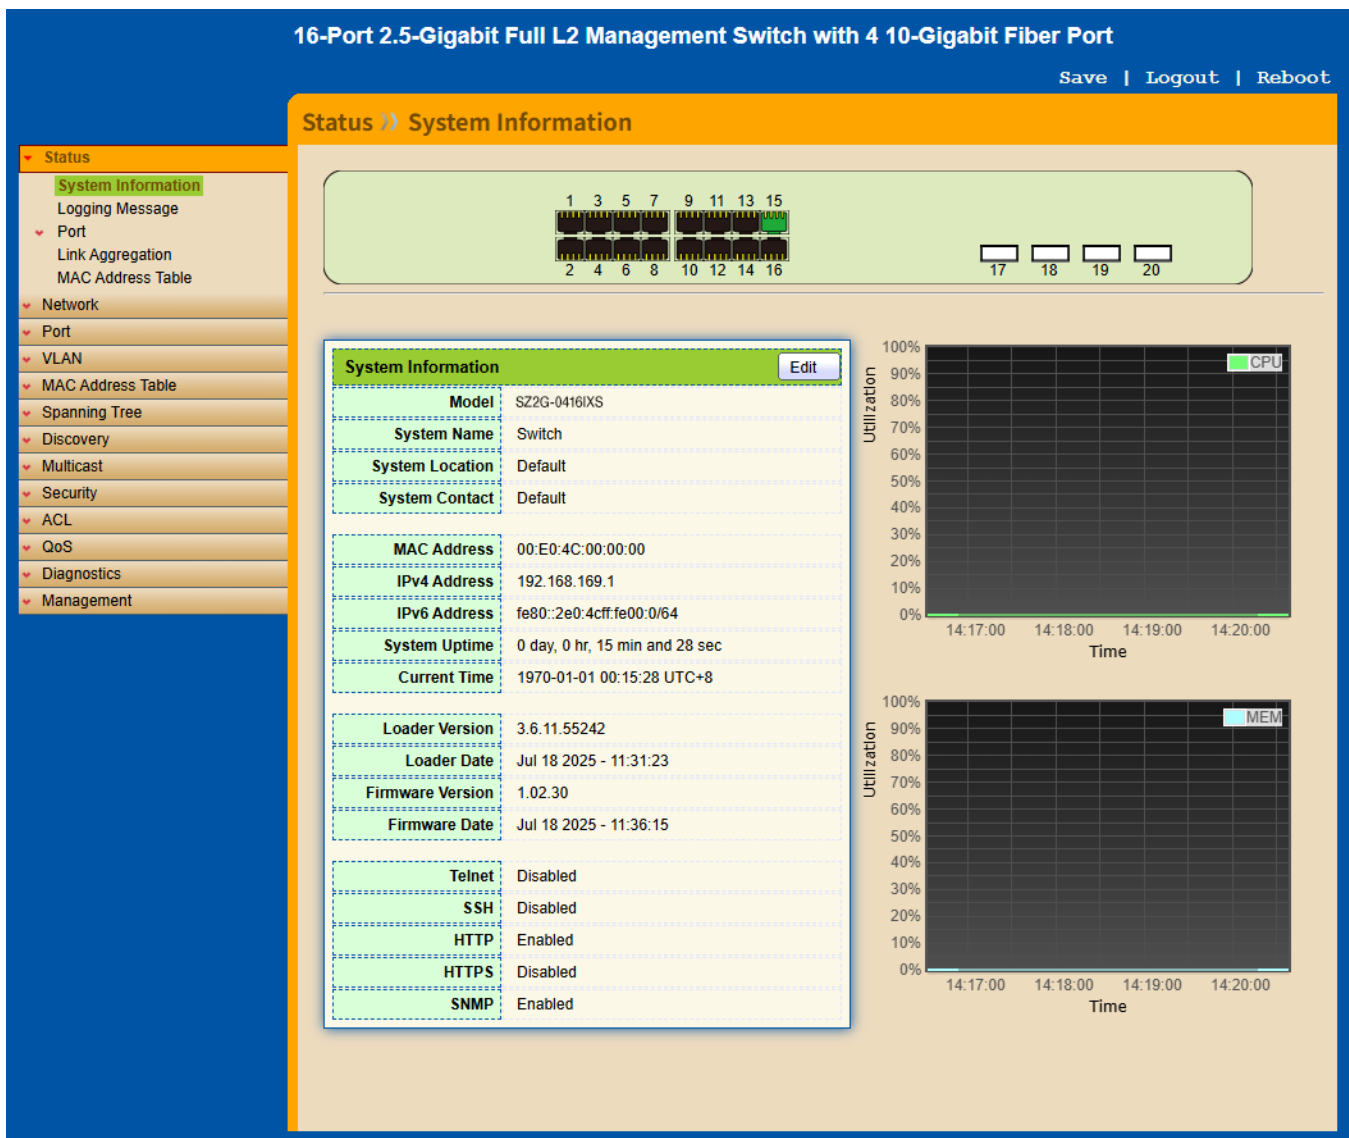 16-Port 2.5-Gigabit Full L2 Management Switch with 4 10-Gigabit Fiber Port
Save | Logout | Reboot
Status » System Information
Status
System Information
Logging Message
Port
Link Aggregation
MAC Address Table
Network
Port
VLAN
MAC Address Table
Spanning Tree
Discovery
Multicast
Security
ACL
QoS
Diagnostics
Management
1 3 5 7 9 11 13 15
2 4 6 8 10 12 14 16
17 18 19 20
System Information Edit
Model SZ2G-0416IXS
System Name Switch
System Location Default
System Contact Default
MAC Address 00:E0:4C:00:00:00
IPv4 Address 192.168.169.1
IPv6 Address fe80::2e0:4cff:fe00:0/64
System Uptime 0 day, 0 hr, 15 min and 28 sec
Current Time 1970-01-01 00:15:28 UTC+8
Loader Version 3.6.11.55242
Loader Date Jul 18 2025 - 11:31:23
Firmware Version 1.02.30
Firmware Date Jul 18 2025 - 11:36:15
Telnet Disabled
SSH Disabled
HTTP Enabled
HTTPS Disabled
SNMP Enabled
Utilization
100%
90%
80%
70%
60%
50%
40%
30%
20%
10%
0%
CPU
14:17:00 14:18:00 14:19:00 14:20:00
Time
Utilization
100%
90%
80%
70%
60%
50%
40%
30%
20%
10%
0%
MEM
14:17:00 14:18:00 14:19:00 14:20:00
Time